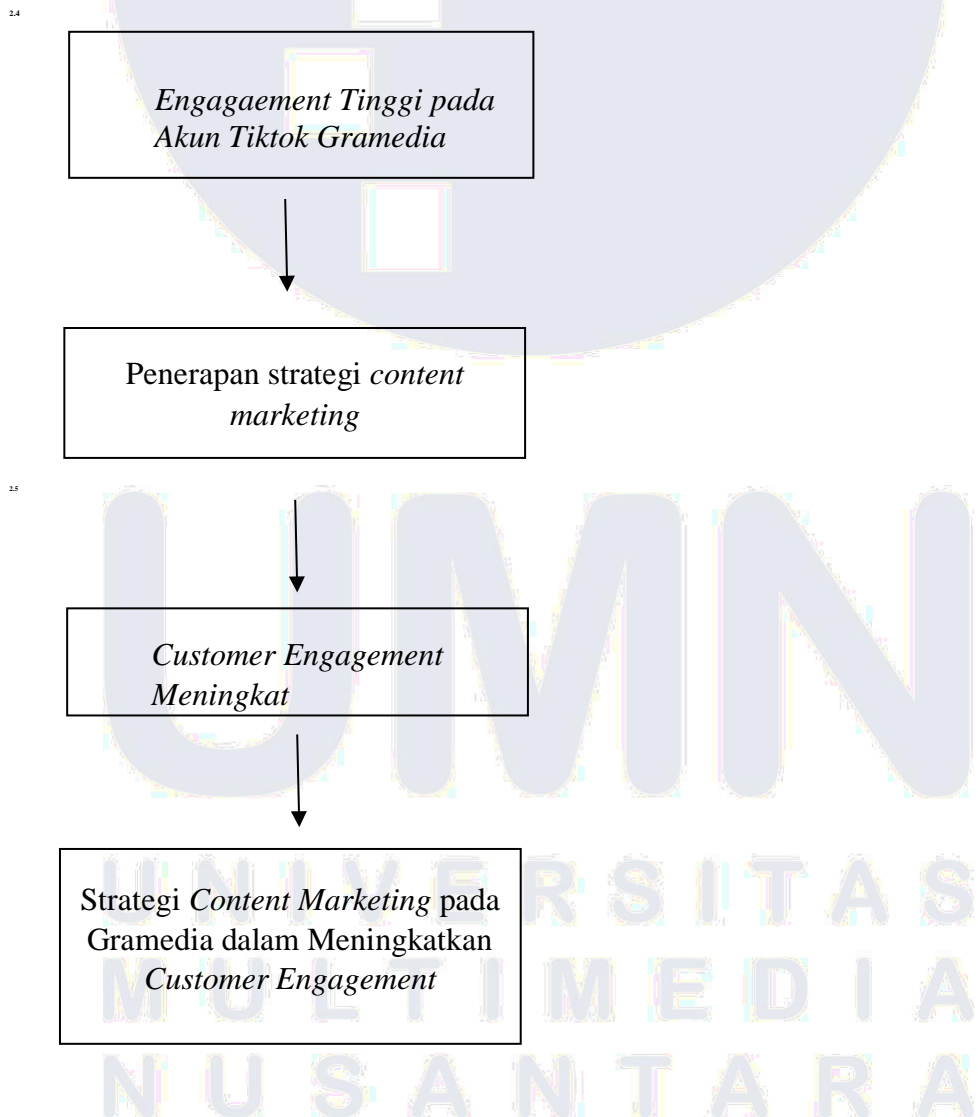 2.4
Engagaement Tinggi pada
Akun Tiktok Gramedia
Penerapan strategi content
marketing
2.5
UMN
Customer Engagement
Meningkat
Strategi Content Marketing pada
Gramedia dalam Meningkatkan
Customer Engagement
UNIVERSITAS
MULTIMEDIA
NUSANTARA